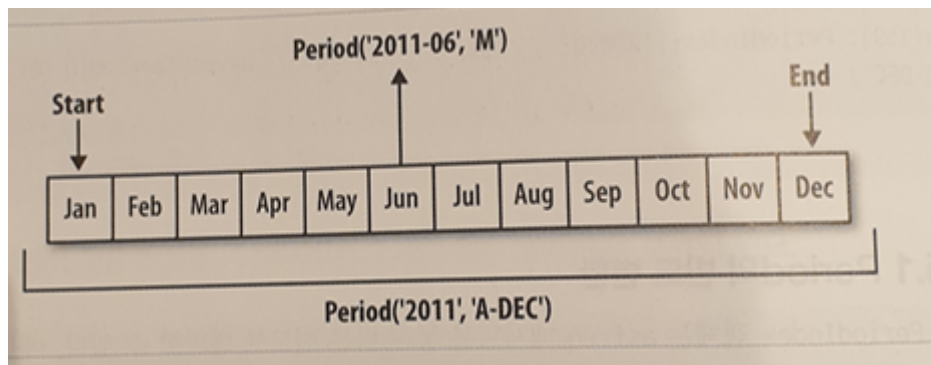 Period('2011-06', 'M')
End
Start
Jan Feb Mar Apr May Jun Jul Aug Sep Oct Nov Dec
Period('2011', 'A-DEC')